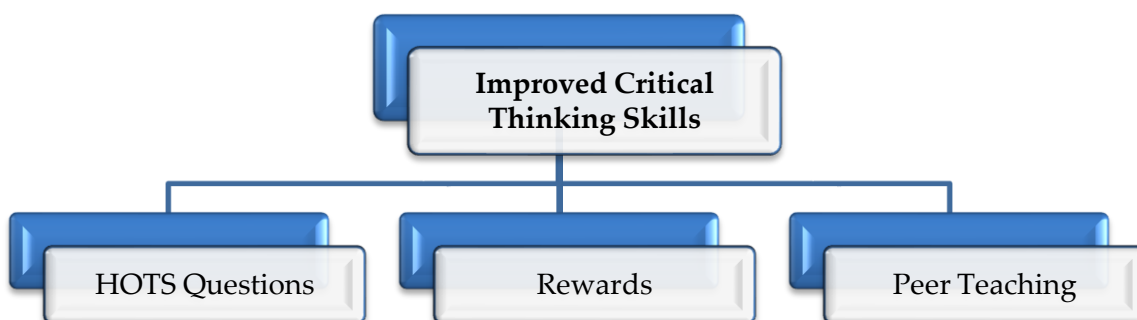 Improved Critical
Thinking Skills
HOTS Questions
Rewards
Peer Teaching